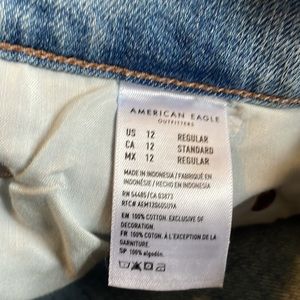 AMERICAN EAGLE
OUTFITTERS
US 12 REGULAR
CA 12 STANDARD
MX 12 REGULAR
MADE IN INDONESIA / FABRIQUÉ EN
INDONÉSIE / HECHO EN INDONESIA
RN 54485/CA 03873
EN 100% COTTON. EXCLUSIVE OF
DECORATION.
FR 100% COTON. À L'EXCEPTION DE LA
GARNITURE.
SP 100% algodón.